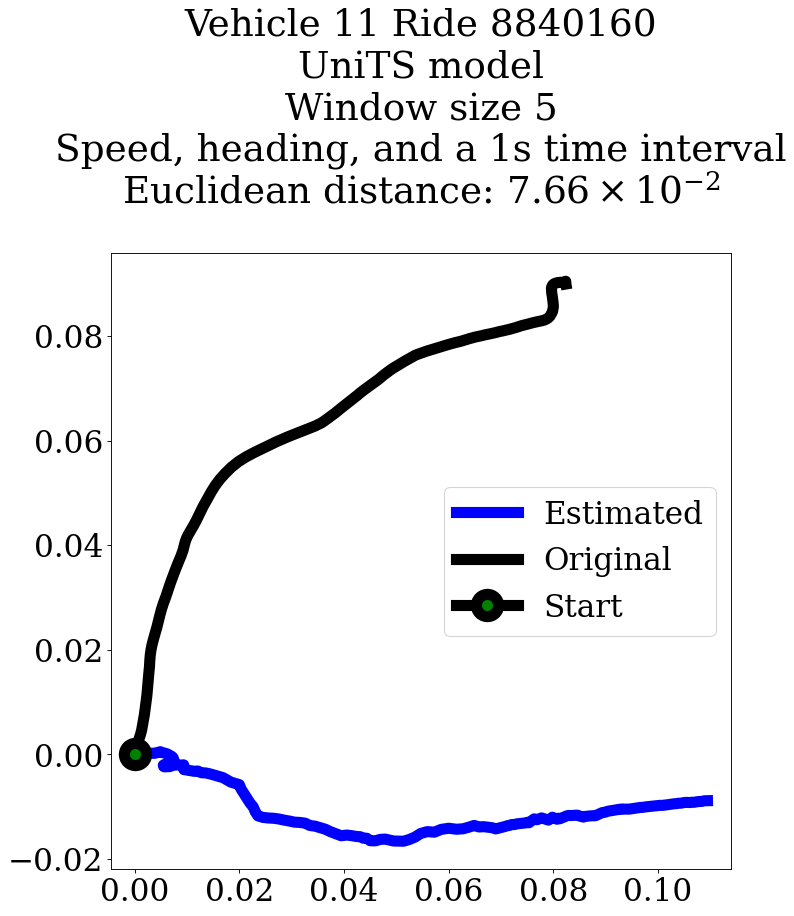 Vehicle 11 Ride 8840160
UniTS model
Window size 5
Speed, heading, and a 1s time interval
Euclidean distance: 7.66 × 10⁻²
0.08
0.06
0.04
0.02
0.00
−0.02
Estimated
Original
Start
0.00 0.02 0.04 0.06 0.08 0.10